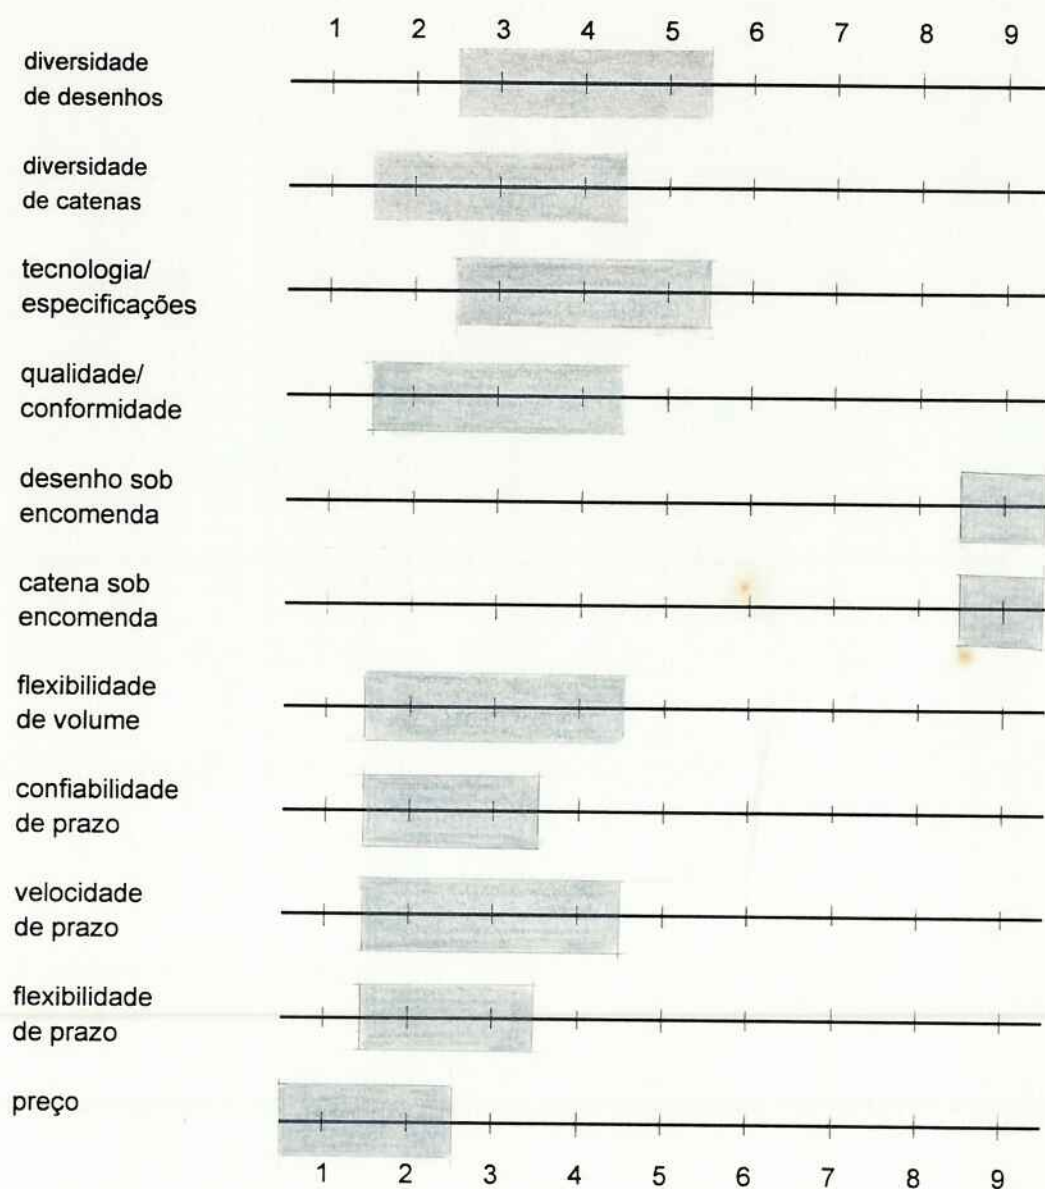 1 2 3 4 5 6 7 8 9
diversidade
de desenhos
diversidade
de catenas
tecnologia/
especificações
qualidade/
conformidade
desenho sob
encomenda
catena sob
encomenda
flexibilidade
de volume
confiabilidade
de prazo
velocidade
de prazo
flexibilidade
de prazo
preço
1 2 3 4 5 6 7 8 9